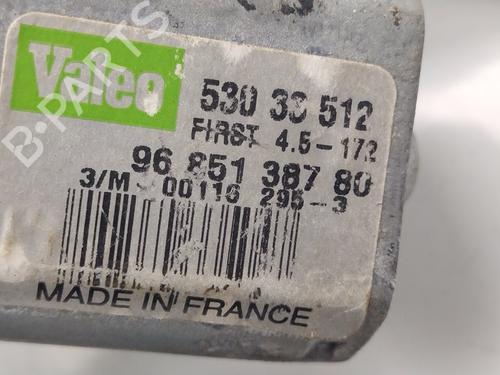 B-PARTS
Valeo
530 33 512
FIRST 4.5-172
96 851 387 80
3/M 00116 295-3
MADE IN FRANCE